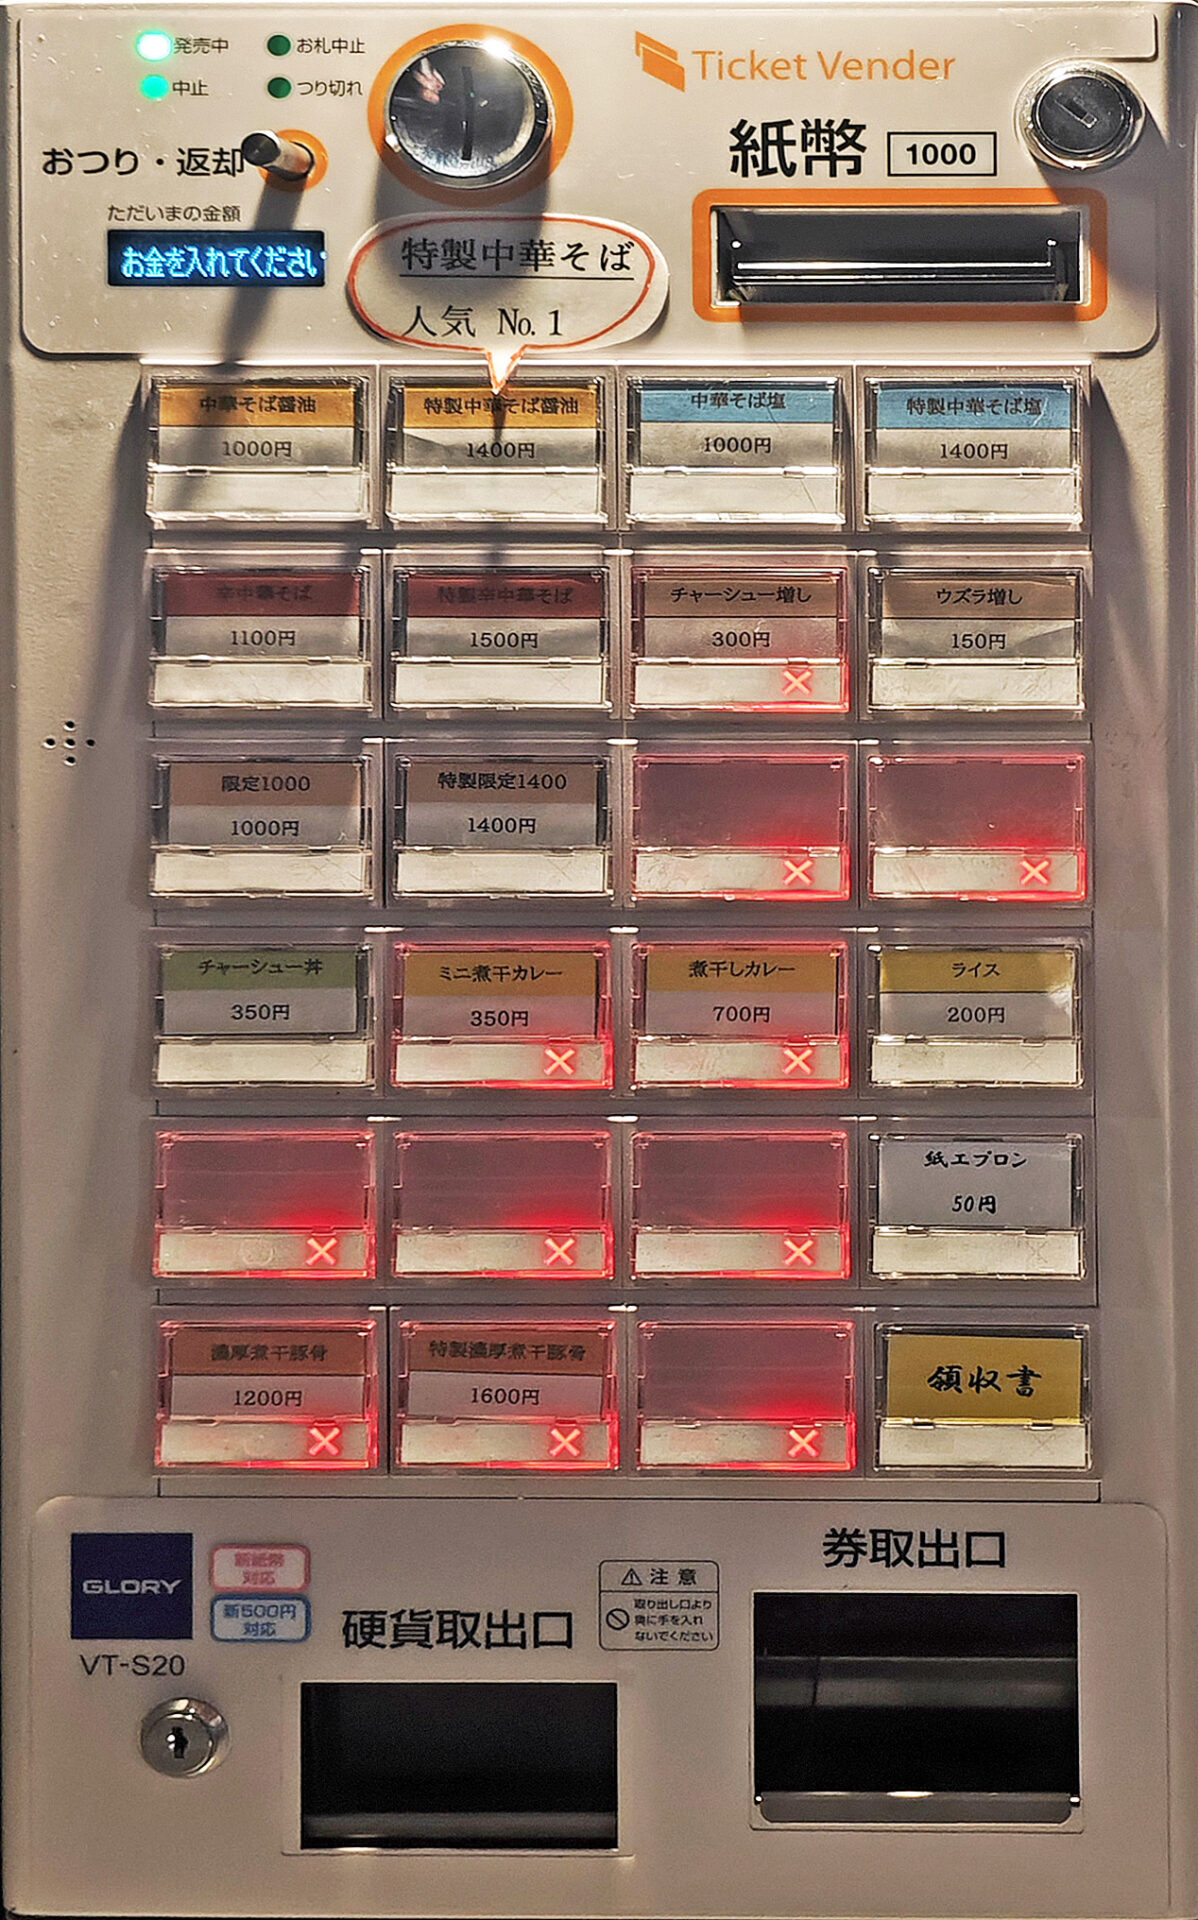 発売中
お札中止
中止
つり切れ
Ticket Vender
おつり・返却
紙幣 1000
ただいまの金額
お金を入れてください
特製中華そば
人気 No.1
中華そば醤油
1000円
特製中華そば醤油
1400円
中華そば塩
1000円
特製中華そば塩
1400円
辛中華そば
1100円
特製辛中華そば
1500円
チャーシュー増し
300円
×
ウズラ増し
150円
限定1000
1000円
特製限定1400
1400円
×
×
チャーシュー丼
350円
ミニ煮干カレー
350円
×
煮干しカレー
700円
×
ライス
200円
×
×
×
紙エプロン
50円
濃厚煮干豚骨
1200円
×
特製濃厚煮干豚骨
1600円
×
×
領収書
GLORY
VT-S20
新紙幣
対応
新500円
対応
硬貨取出口
注意
取り出し口より
機に手を入れ
ないでください
券取出口